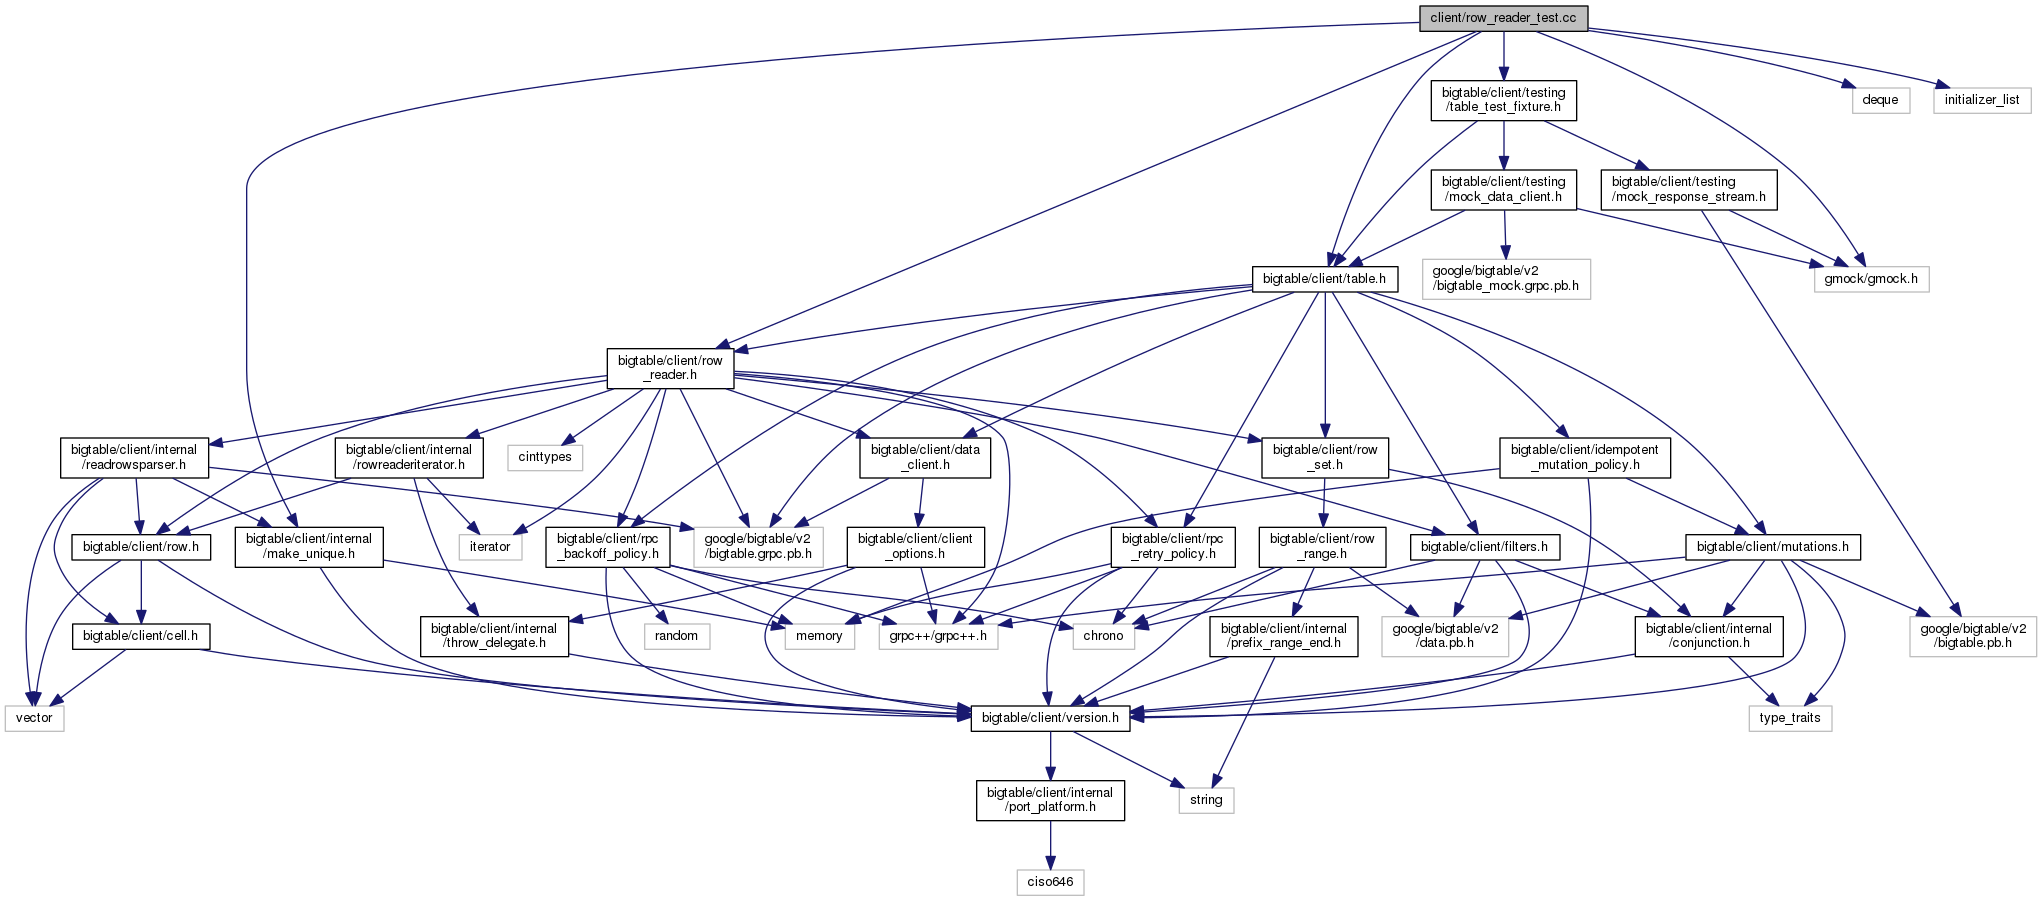 client/row_reader_test.cc
bigtable/client/testing
/table_test_fixture.h
deque
initializer_list
bigtable/client/testing
/mock_data_client.h
bigtable/client/testing
/mock_response_stream.h
bigtable/client/table.h
google/bigtable/v2
/bigtable_mock.grpc.pb.h
gmock/gmock.h
bigtable/client/row
_reader.h
bigtable/client/internal
/readrowsparser.h
bigtable/client/internal
/rowreaderiterator.h
cinttypes
bigtable/client/data
_client.h
bigtable/client/row
_set.h
bigtable/client/idempotent
_mutation_policy.h
bigtable/client/row.h
bigtable/client/internal
/make_unique.h
iterator
bigtable/client/rpc
_backoff_policy.h
google/bigtable/v2
/bigtable.grpc.pb.h
bigtable/client/client
_options.h
bigtable/client/rpc
_retry_policy.h
bigtable/client/row
_range.h
bigtable/client/filters.h
bigtable/client/mutations.h
bigtable/client/cell.h
bigtable/client/internal
/throw_delegate.h
random
memory
grpc++/grpc++.h
chrono
bigtable/client/internal
/prefix_range_end.h
google/bigtable/v2
/data.pb.h
bigtable/client/internal
/conjunction.h
google/bigtable/v2
/bigtable.pb.h
vector
bigtable/client/version.h
type_traits
bigtable/client/internal
/port_platform.h
string
ciso646